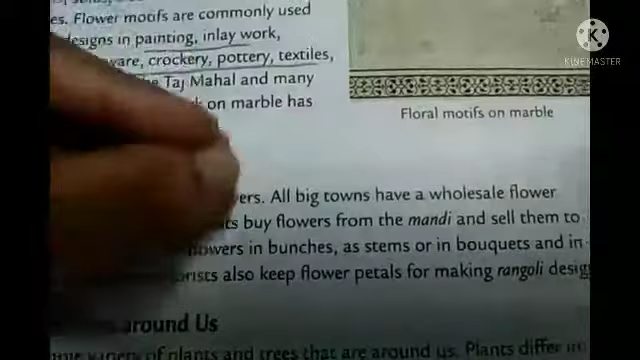 es. Flower motifs are commonly used
designs in painting, inlay work,
ware, crockery, pottery, textiles,
Taj Mahal and many
on marble has
Floral motifs on marble
ers. All big towns have a wholesale flower
ts buy flowers from the mandi and sell them to
flowers in bunches, as stems or in bouquets and in
orists also keep flower petals for making rangoli desig
around Us
variety of plants and trees that are around us. Plants differ in
KINEMASTER